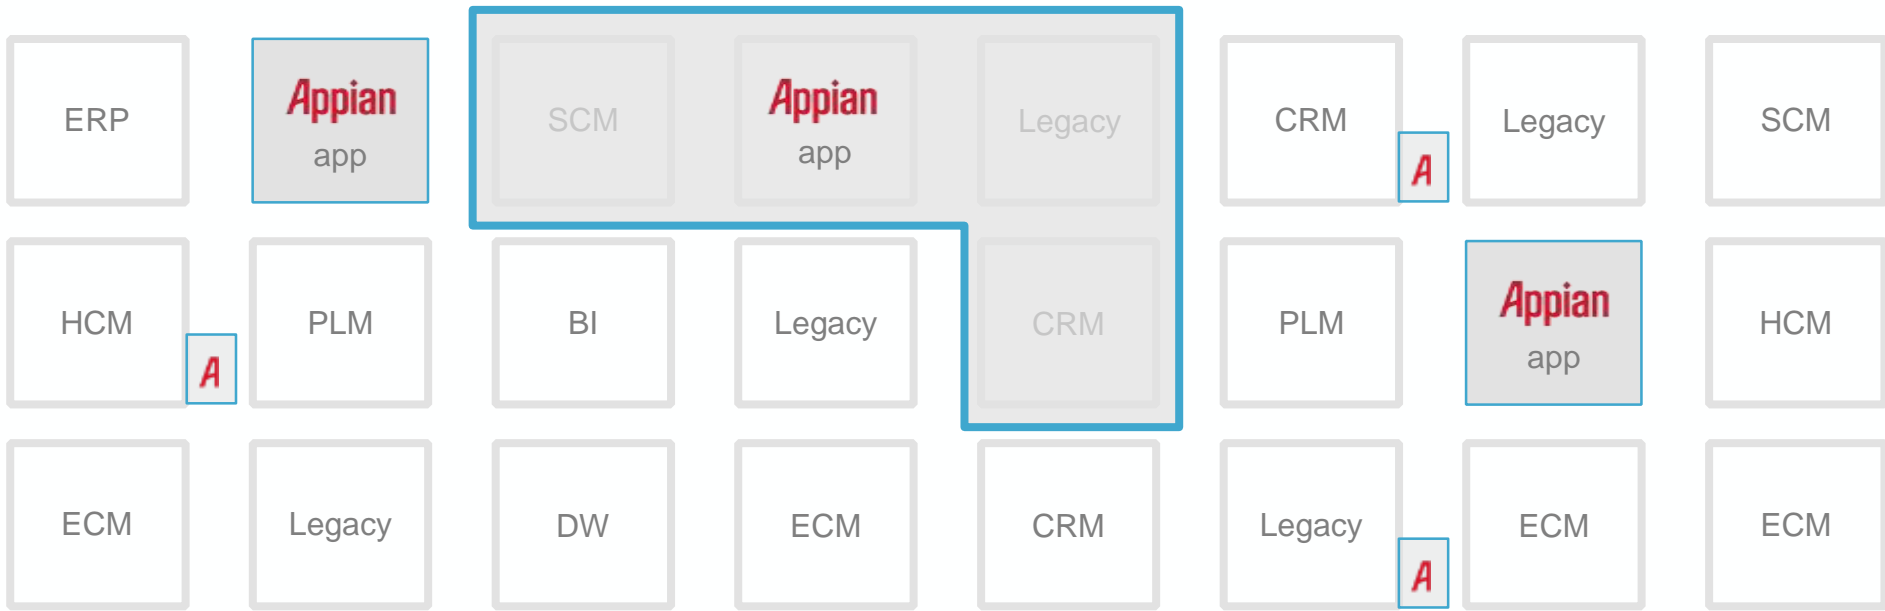 ERP
Appian
app
SCM
Appian
app
Legacy
CRM
A
Legacy
SCM
HCM
A
PLM
BI
Legacy
CRM
PLM
Appian
app
HCM
ECM
Legacy
DW
ECM
CRM
Legacy
A
ECM
ECM